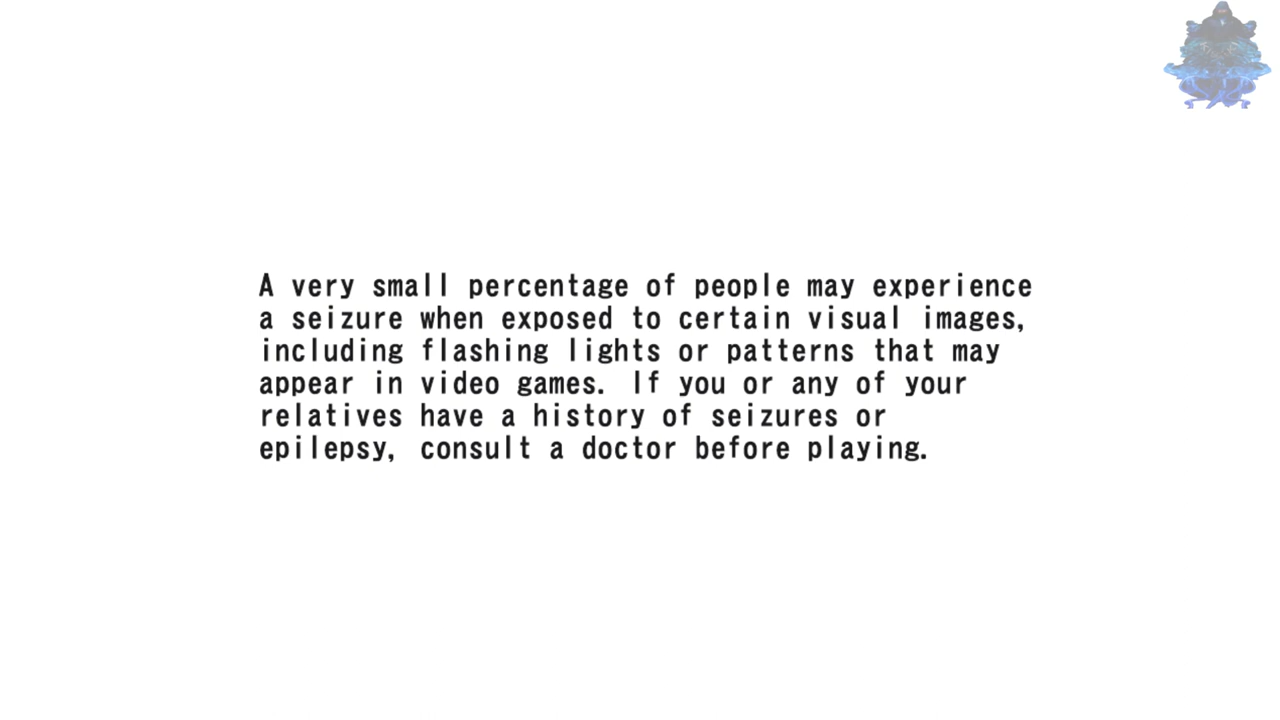 A very small percentage of people may experience
a seizure when exposed to certain visual images,
including flashing lights or patterns that may
appear in video games. If you or any of your
relatives have a history of seizures or
epilepsy, consult a doctor before playing.